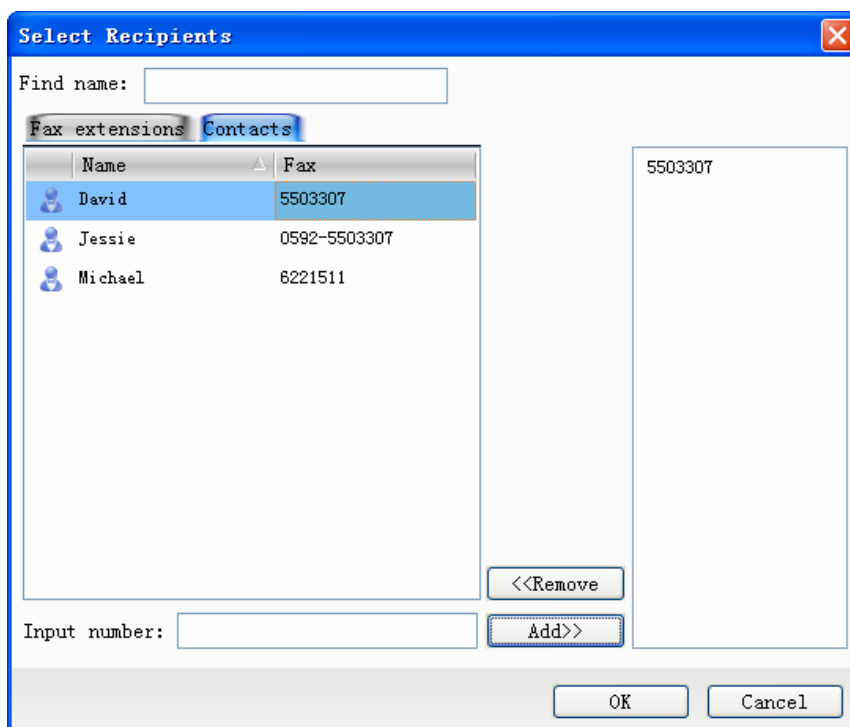 Select Recipients
Find name:
Fax extensions Contacts
Name Fax
David 5503307
Jessie 0592-5503307
Michael 6221511
5503307
<<Remove
Input number:
Add>>
OK Cancel